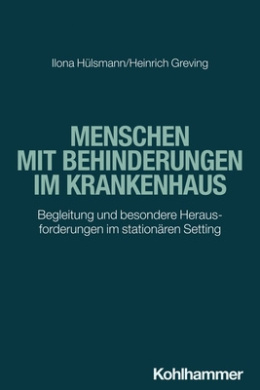 Ilona Hülsmann/Heinrich Greving
MENSCHEN
MIT BEHINDERUNGEN
IM KRANKENHAUS
Begleitung und besondere Heraus-
forderungen im stationären Setting
Kohlhammer